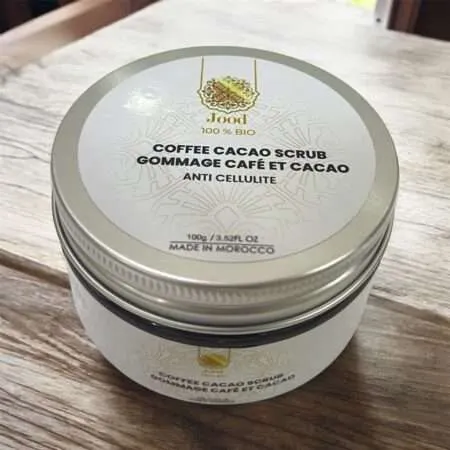 Jood
100 % BIO
COFFEE CACAO SCRUB
GOMMAGE CAFÉ ET CACAO
ANTI CELLULITE
100g / 3.52FL OZ
MADE IN MOROCCO
Jood
COFFEE CACAO SCRUB
GOMMAGE CAFÉ ET CACAO